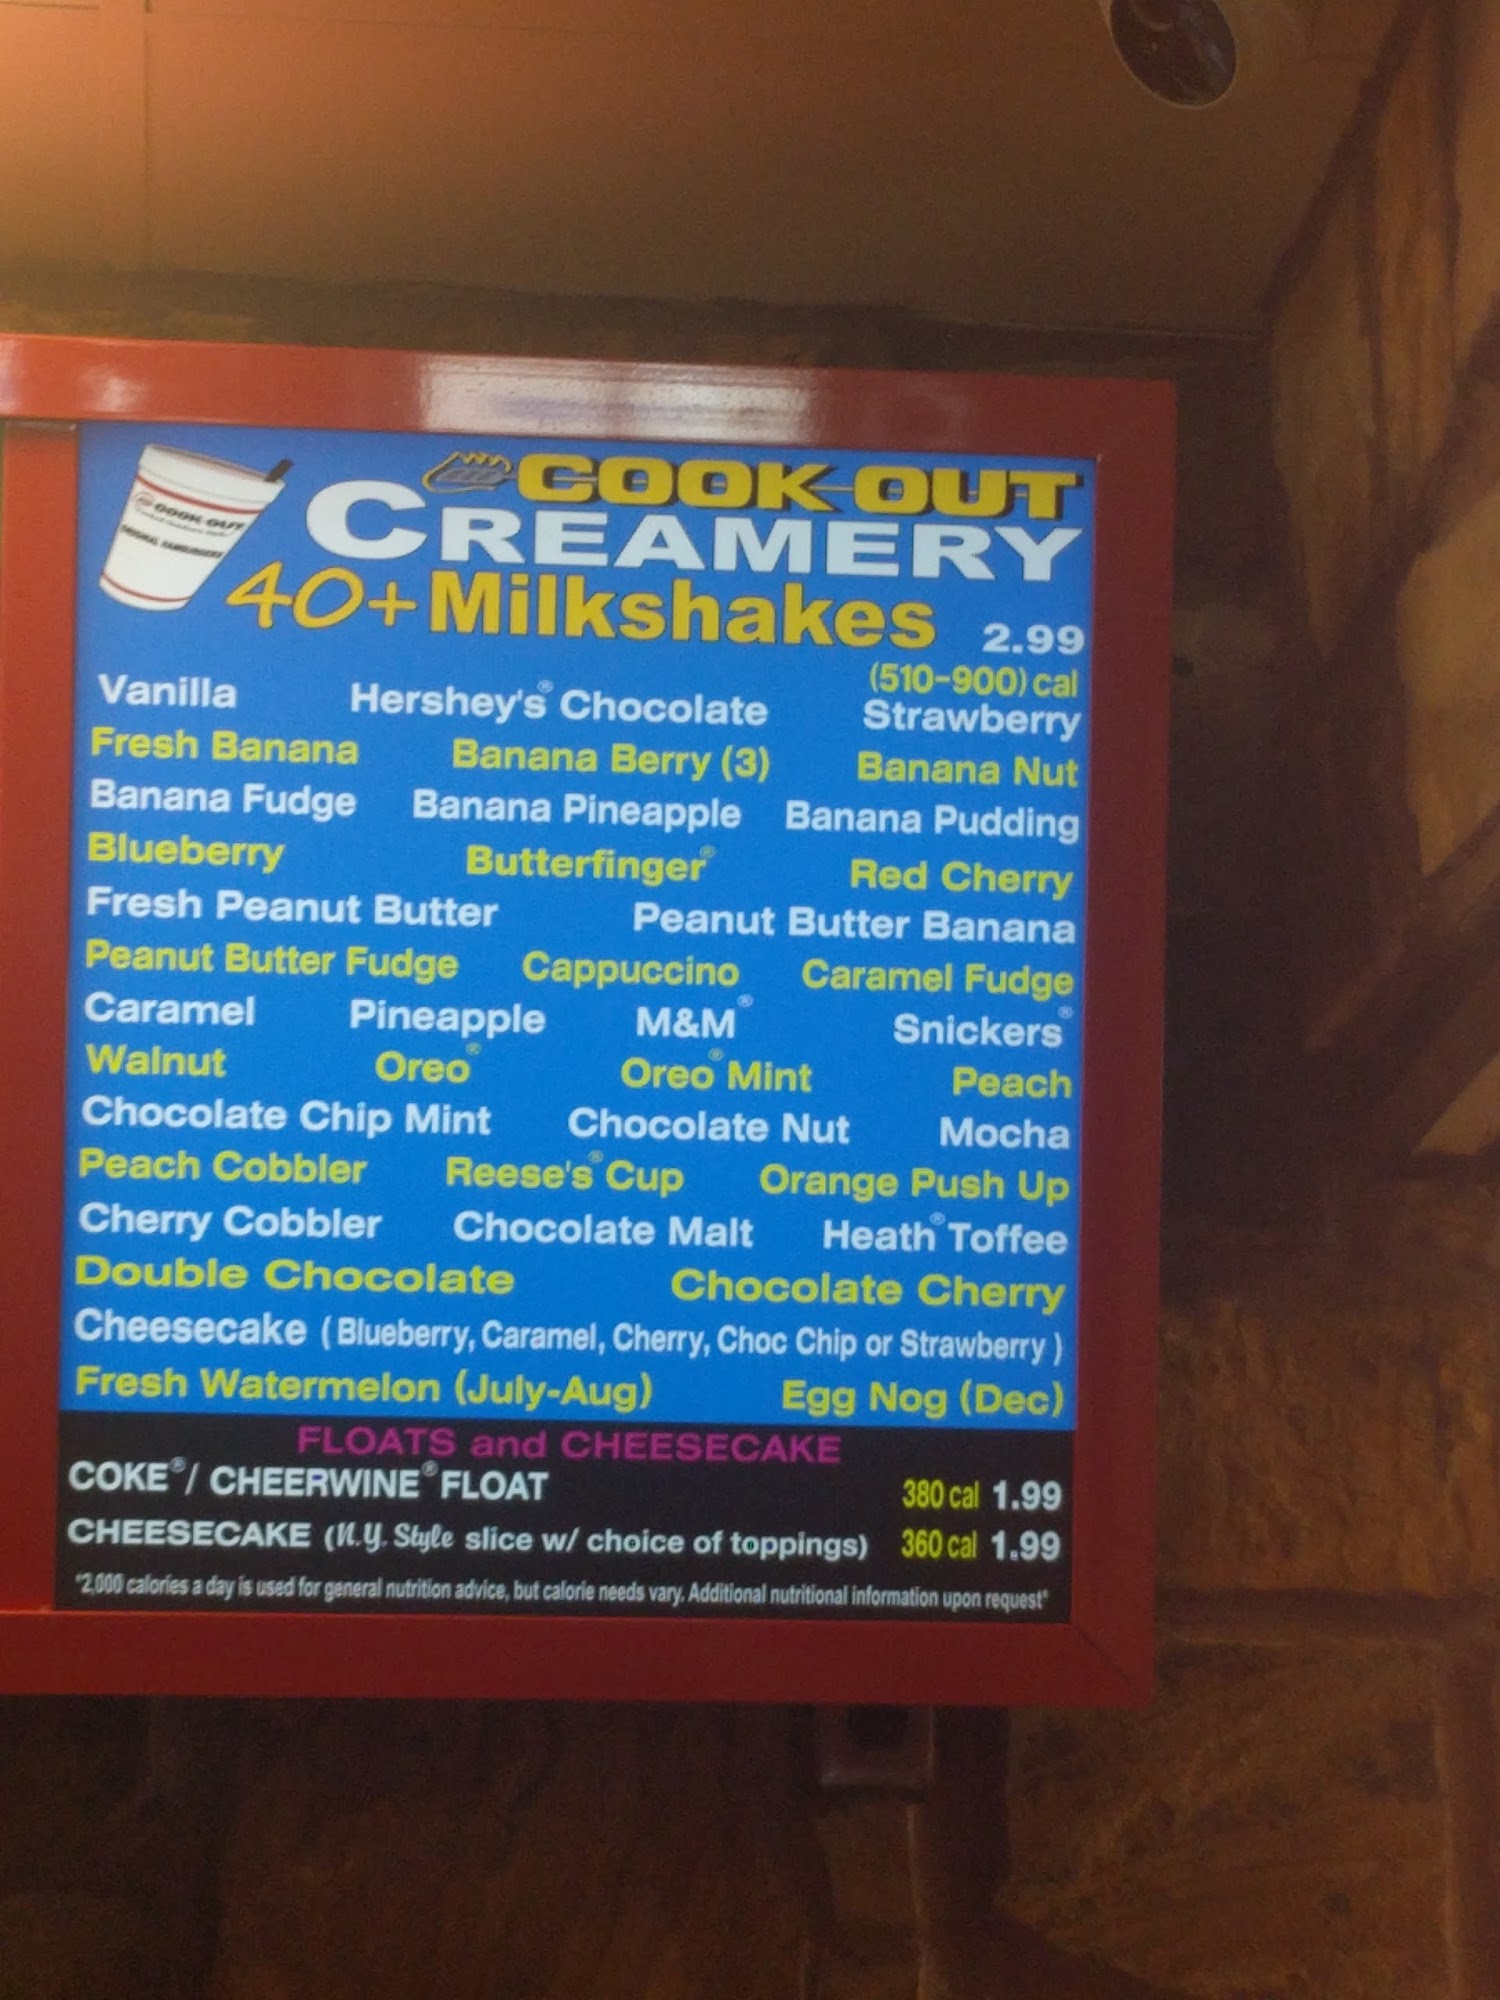 COOK OUT
CREAMERY
COOK OUT
ORIGINAL HAMBURGERS
40+ Milkshakes 2.99
(510-900) cal
Vanilla Hershey's® Chocolate Strawberry
Fresh Banana Banana Berry (3) Banana Nut
Banana Fudge Banana Pineapple Banana Pudding
Blueberry Butterfinger® Red Cherry
Fresh Peanut Butter Peanut Butter Banana
Peanut Butter Fudge Cappuccino Caramel Fudge
Caramel Pineapple M&M® Snickers®
Walnut Oreo® Oreo® Mint Peach
Chocolate Chip Mint Chocolate Nut Mocha
Peach Cobbler Reese's® Cup Orange Push Up
Cherry Cobbler Chocolate Malt Heath® Toffee
Double Chocolate Chocolate Cherry
Cheesecake ( Blueberry, Caramel, Cherry, Choc Chip or Strawberry )
Fresh Watermelon (July-Aug) Egg Nog (Dec)
FLOATS and CHEESECAKE
COKE®/ CHEERWINE® FLOAT 380 cal 1.99
CHEESECAKE (N.Y. Style slice w/ choice of toppings) 360 cal 1.99
*2,000 calories a day is used for general nutrition advice, but calorie needs vary. Additional nutritional information upon request*